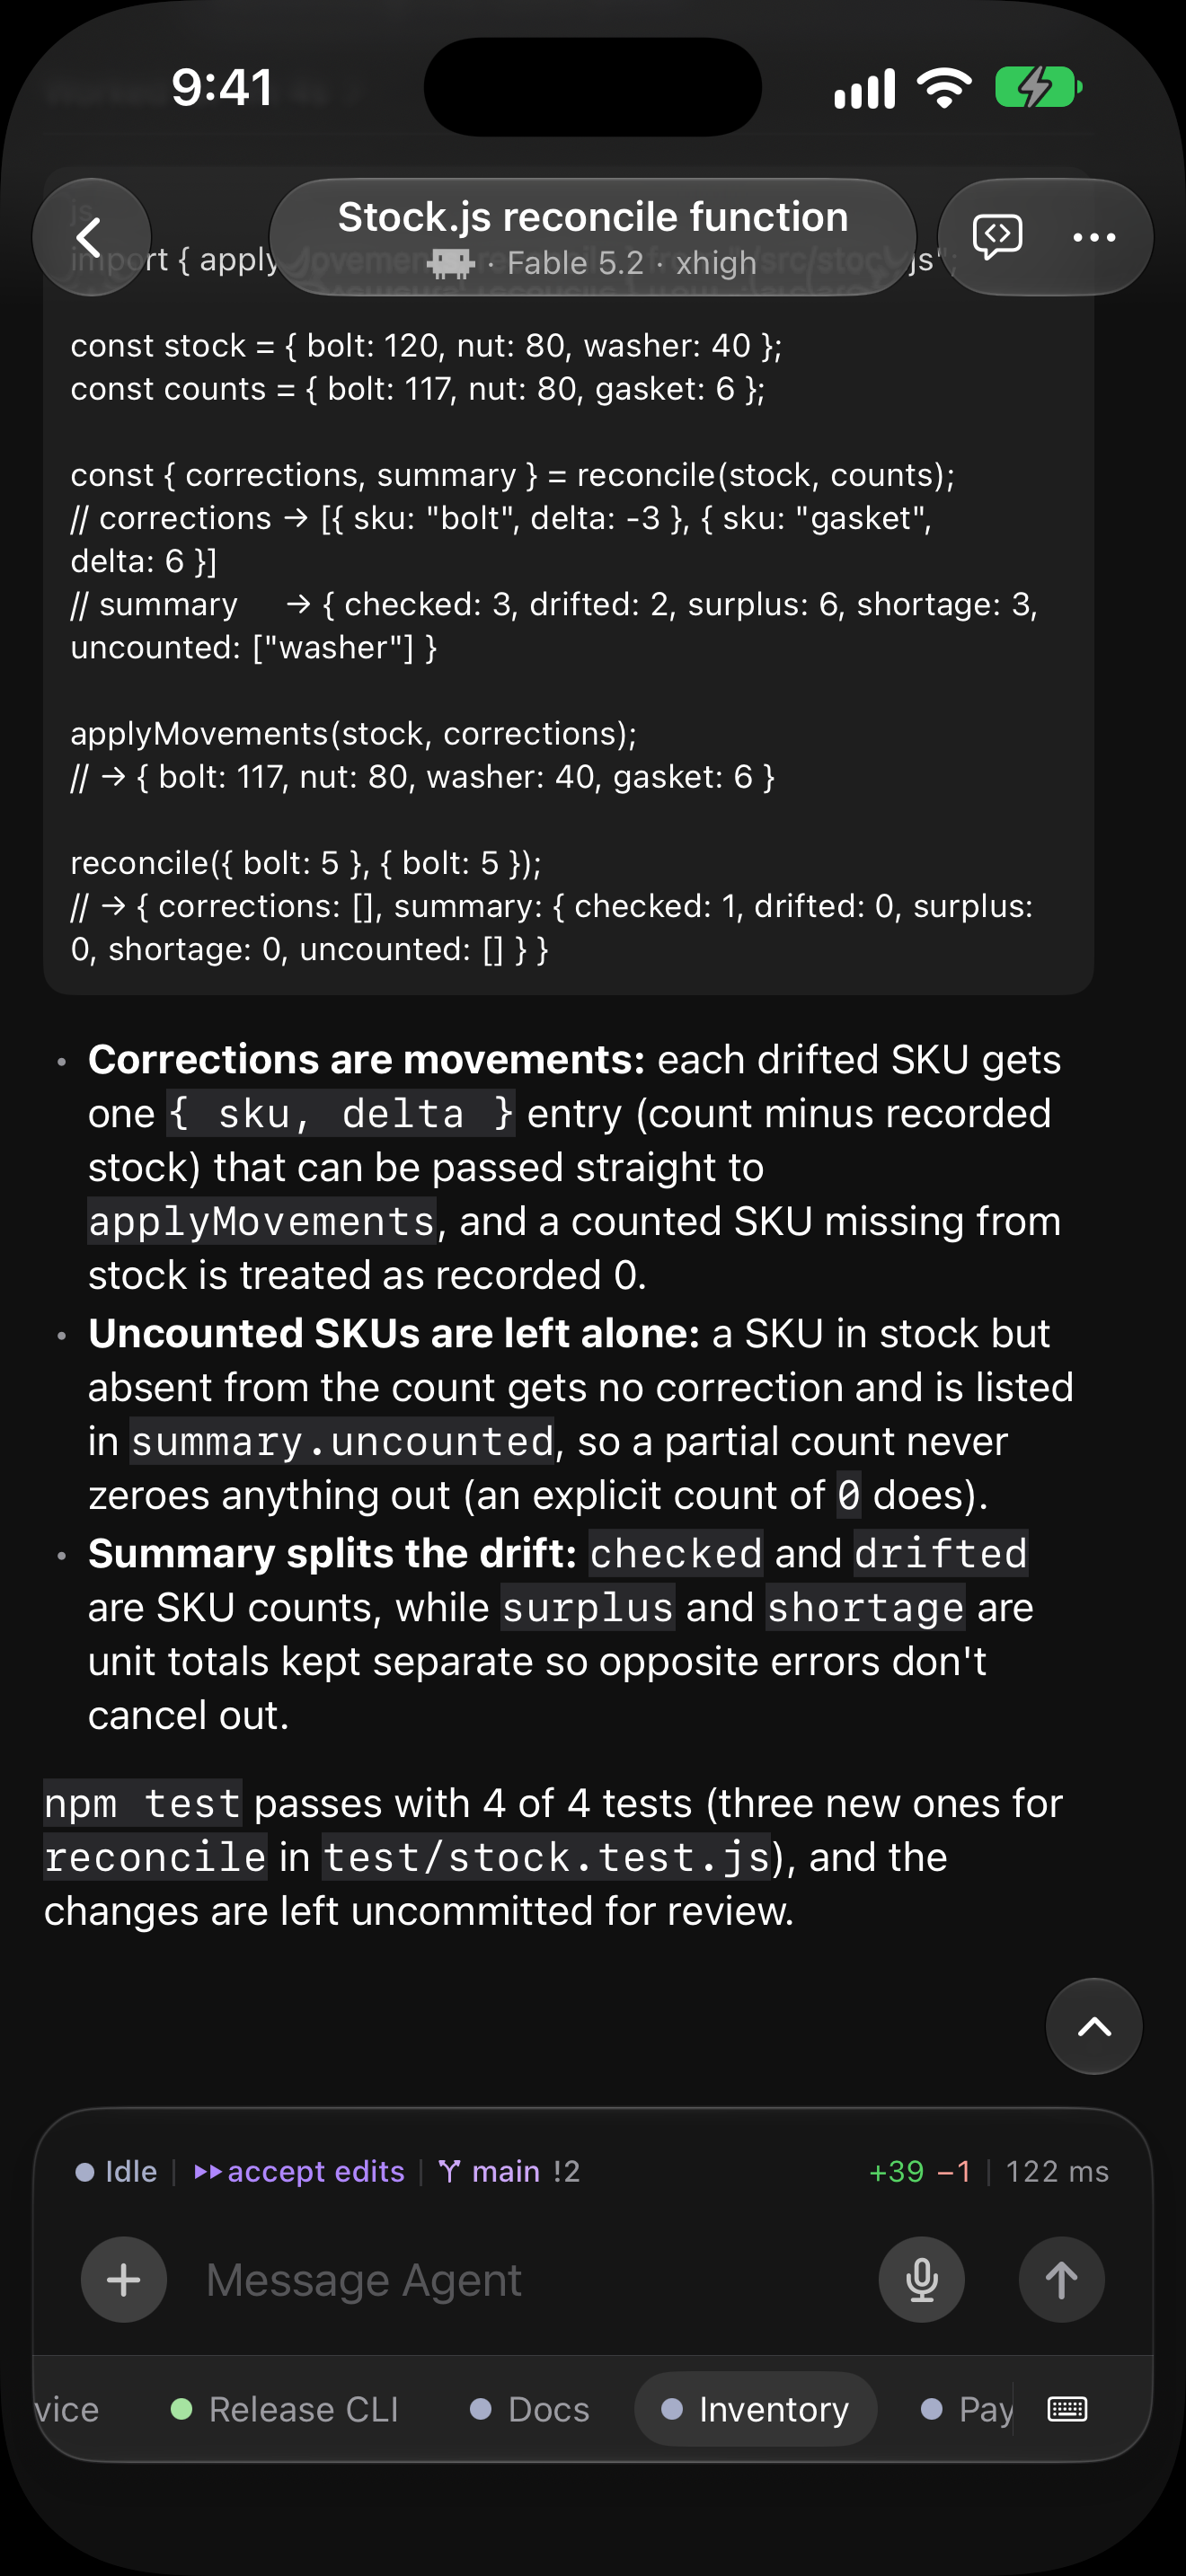 9:41
Stock.js reconcile function
· Fable 5.2 · xhigh
js
import { apply
js";
const stock = { bolt: 120, nut: 80, washer: 40 };
const counts = { bolt: 117, nut: 80, gasket: 6 };
const { corrections, summary } = reconcile(stock, counts);
// corrections → [{ sku: "bolt", delta: -3 }, { sku: "gasket",
delta: 6 }]
// summary → { checked: 3, drifted: 2, surplus: 6, shortage: 3,
uncounted: ["washer"] }
applyMovements(stock, corrections);
// → { bolt: 117, nut: 80, washer: 40, gasket: 6 }
reconcile({ bolt: 5 }, { bolt: 5 });
// → { corrections: [], summary: { checked: 1, drifted: 0, surplus:
0, shortage: 0, uncounted: [] } }
• Corrections are movements: each drifted SKU gets
one { sku, delta } entry (count minus recorded
stock) that can be passed straight to
applyMovements, and a counted SKU missing from
stock is treated as recorded 0.
• Uncounted SKUs are left alone: a SKU in stock but
absent from the count gets no correction and is listed
in summary.uncounted, so a partial count never
zeroes anything out (an explicit count of 0 does).
• Summary splits the drift: checked and drifted
are SKU counts, while surplus and shortage are
unit totals kept separate so opposite errors don't
cancel out.
npm test passes with 4 of 4 tests (three new ones for
reconcile in test/stock.test.js), and the
changes are left uncommitted for review.
Idle | accept edits | main !2 +39 −1 | 122 ms
Message Agent
vice Release CLI Docs Inventory Pay